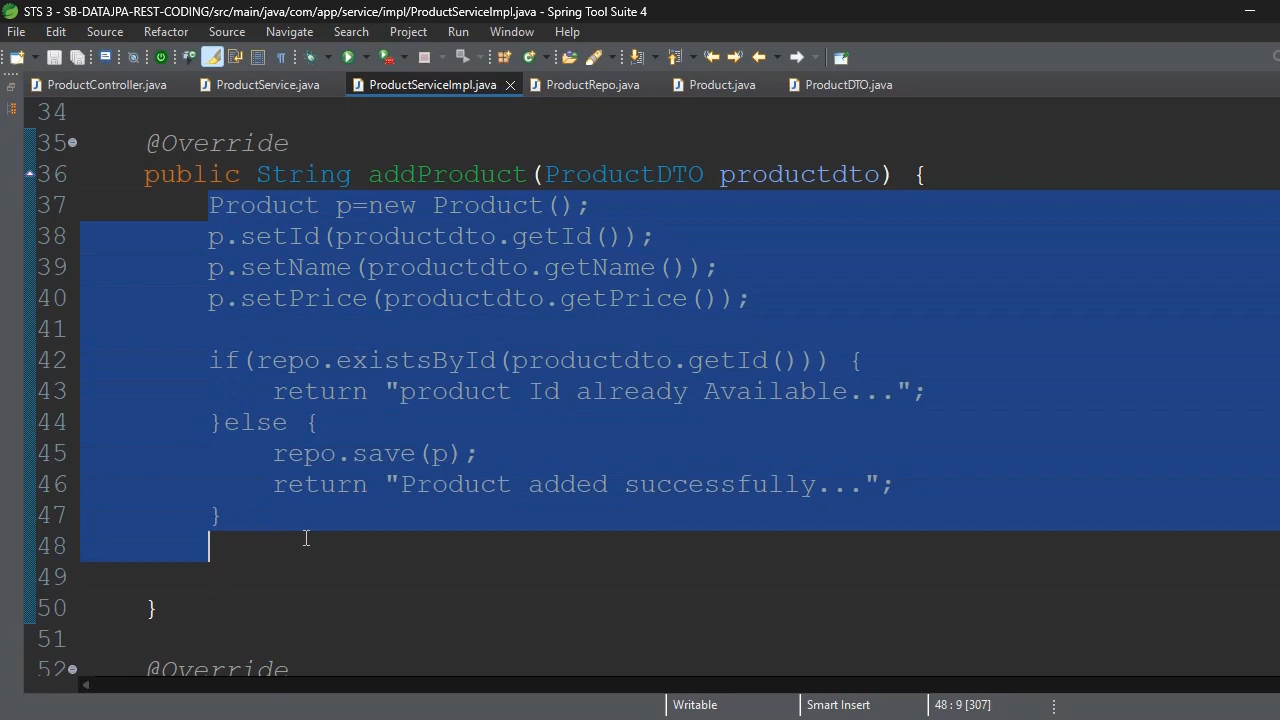 STS 3 - SB-DATAJPA-REST-CODING/src/main/java/com/app/service/impl/ProductServiceImpl.java - Spring Tool Suite 4
File Edit Source Refactor Source Navigate Search Project Run Window Help
ProductController.java ProductService.java ProductServiceImpl.java ProductRepo.java Product.java ProductDTO.java
34
35 @Override
36 public String addProduct(ProductDTO productdto) {
37 Product p=new Product();
38 p.setId(productdto.getId());
39 p.setName(productdto.getName());
40 p.setPrice(productdto.getPrice());
41
42 if(repo.existsById(productdto.getId())) {
43 return "product Id already Available...";
44 }else {
45 repo.save(p);
46 return "Product added successfully...";
47 }
48
49
50 }
51
52 @Override
Writable Smart Insert 48 : 9 [307]